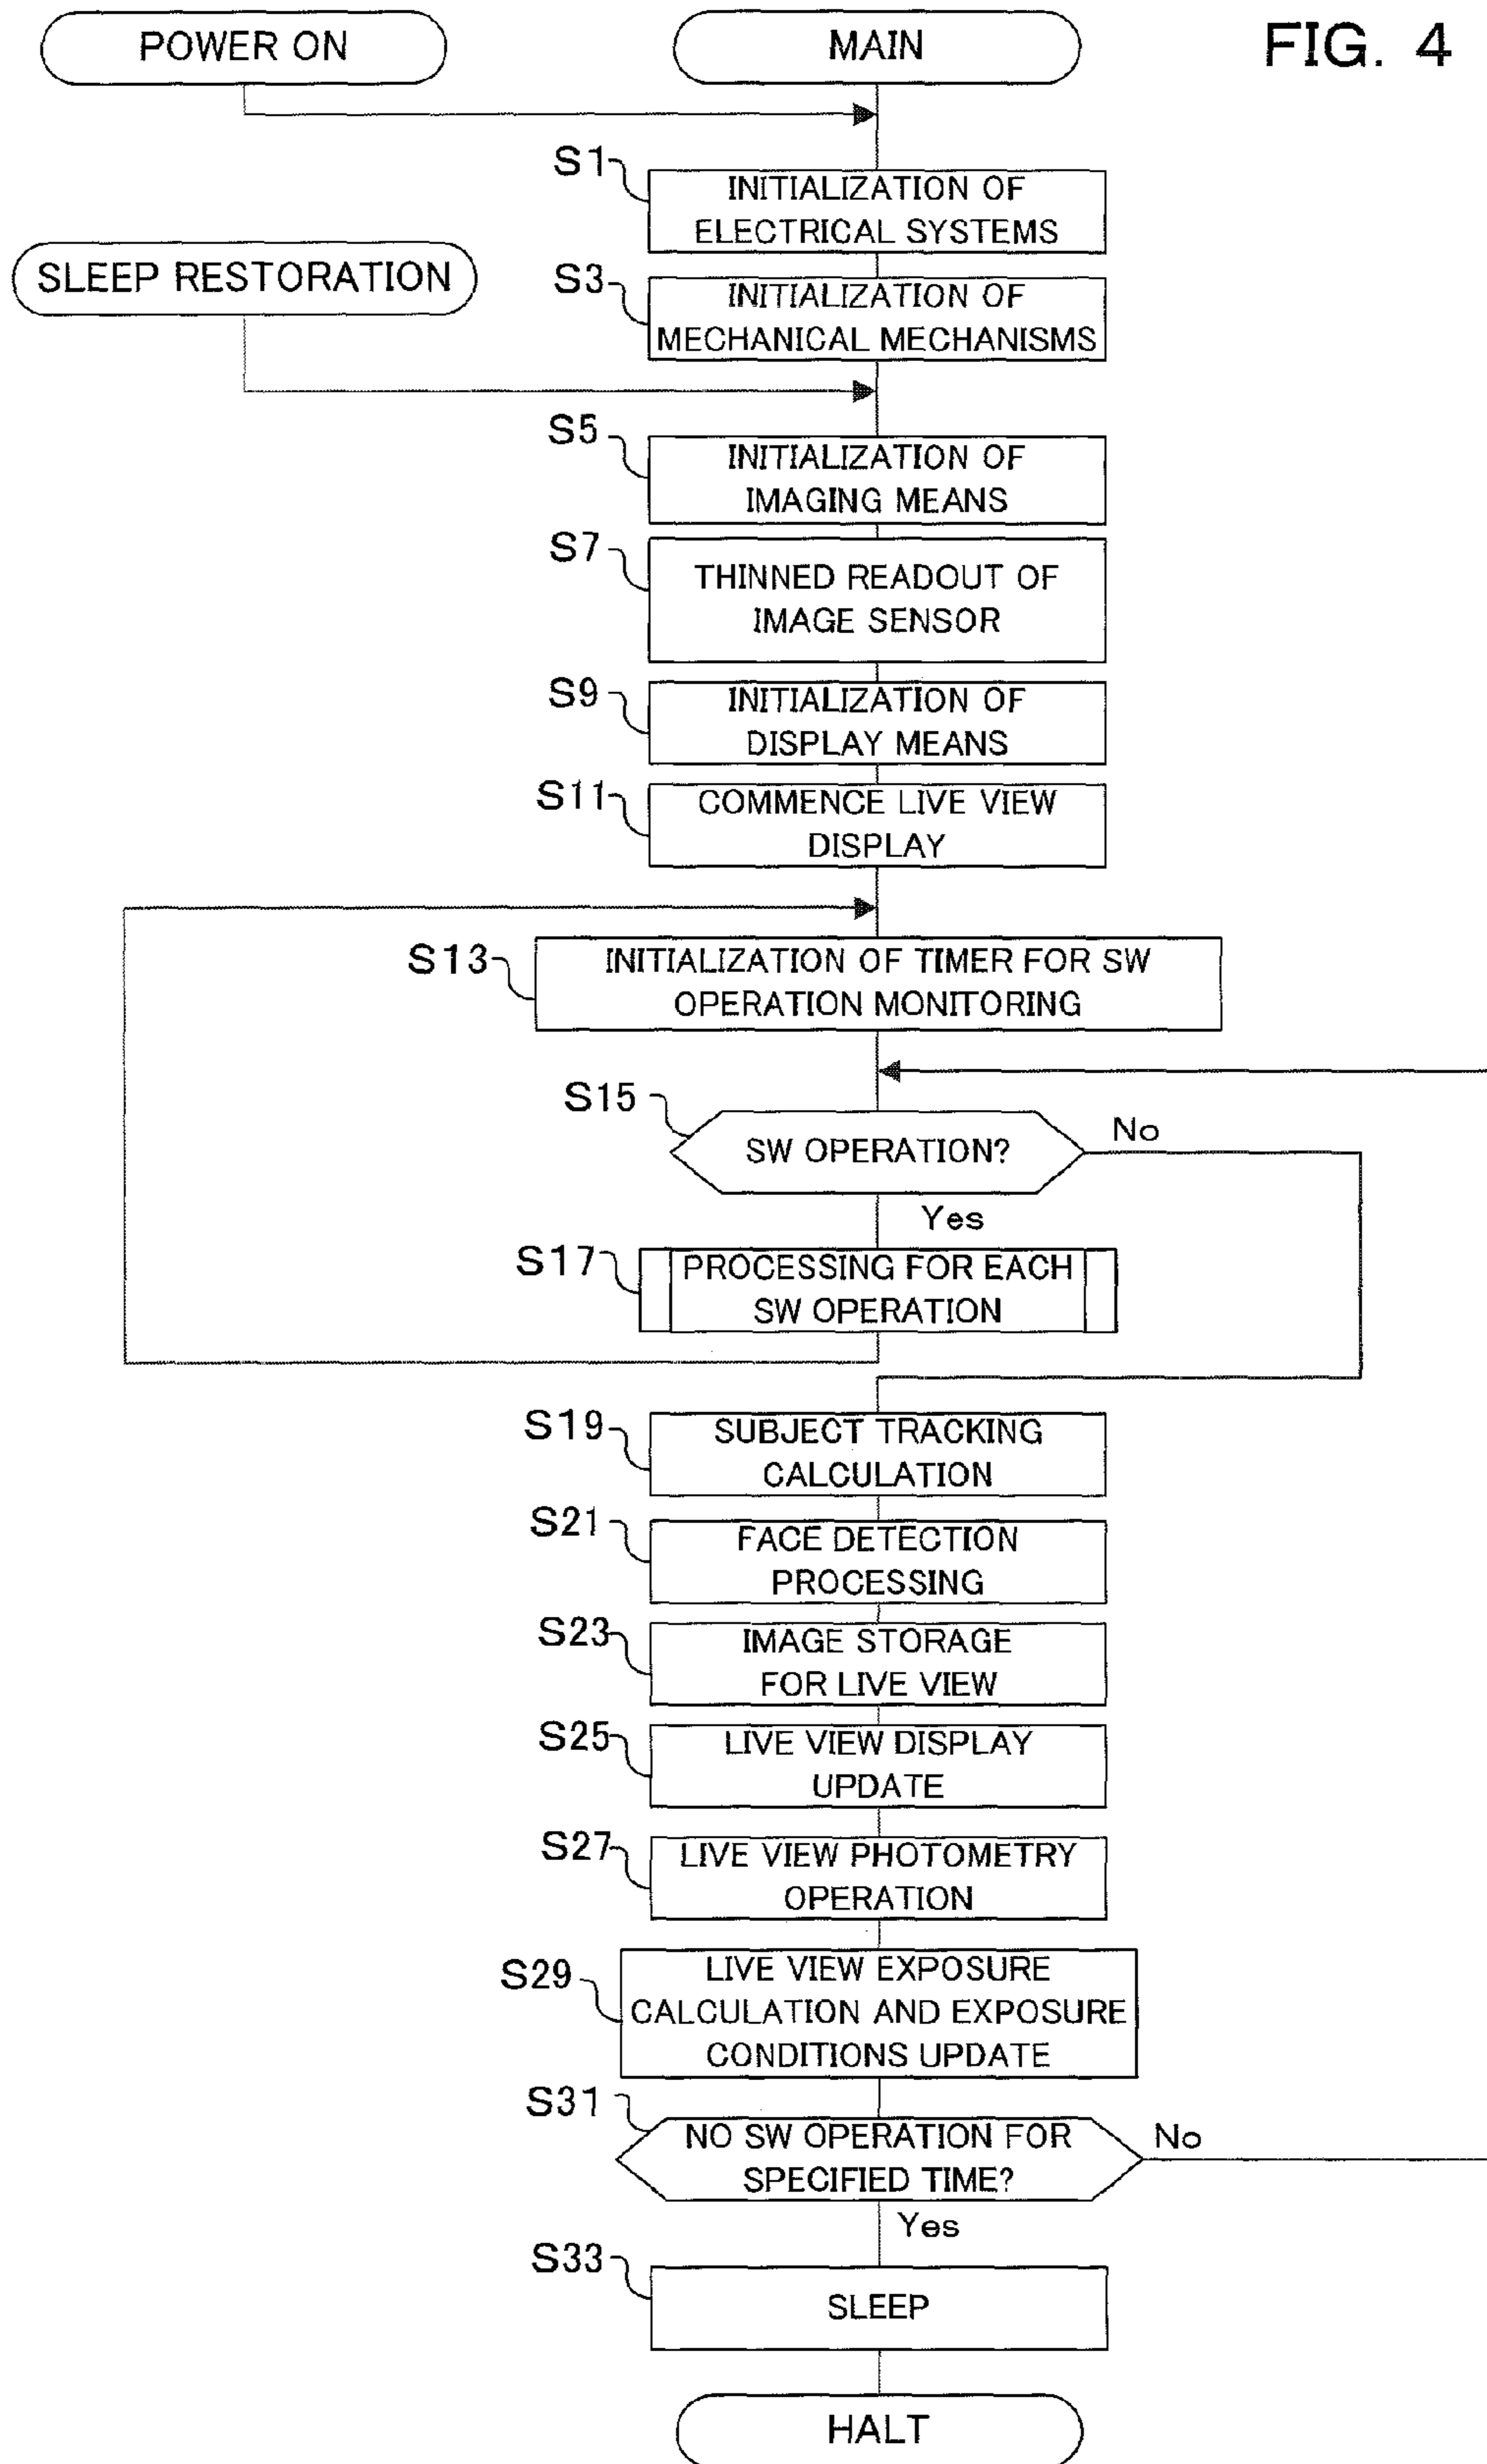 POWER ON
MAIN
FIG. 4
S1
INITIALIZATION OF
ELECTRICAL SYSTEMS
SLEEP RESTORATION
S3
INITIALIZATION OF
MECHANICAL MECHANISMS
S5
INITIALIZATION OF
IMAGING MEANS
S7
THINNED READOUT OF
IMAGE SENSOR
S9
INITIALIZATION OF
DISPLAY MEANS
S11
COMMENCE LIVE VIEW
DISPLAY
S13
INITIALIZATION OF TIMER FOR SW
OPERATION MONITORING
S15
SW OPERATION?
No
Yes
S17
PROCESSING FOR EACH
SW OPERATION
S19
SUBJECT TRACKING
CALCULATION
S21
FACE DETECTION
PROCESSING
S23
IMAGE STORAGE
FOR LIVE VIEW
S25
LIVE VIEW DISPLAY
UPDATE
S27
LIVE VIEW PHOTOMETRY
OPERATION
S29
LIVE VIEW EXPOSURE
CALCULATION AND EXPOSURE
CONDITIONS UPDATE
S31
NO SW OPERATION FOR
SPECIFIED TIME?
No
Yes
S33
SLEEP
HALT